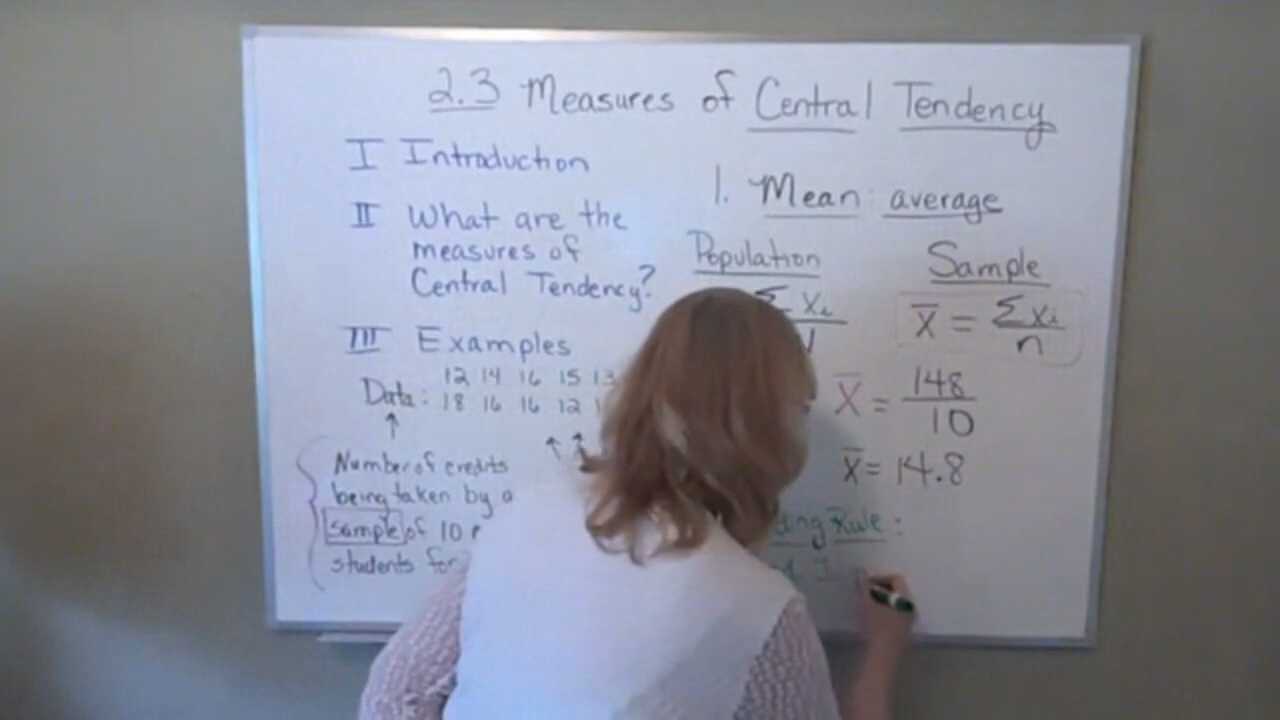 2.3 Measures of Central Tendency
I Introduction
II What are the
measures of
Central Tendency?
III Examples
Data: 12 14 16 15 13
18 16 16 12
↑
Number of credits
being taken by a
sample of 10
students for
1. Mean: average
Population
Σxᵢ
Sample
x̄ = Σxᵢ / n
x̄ = 148 / 10
x̄ = 14.8
Rule: